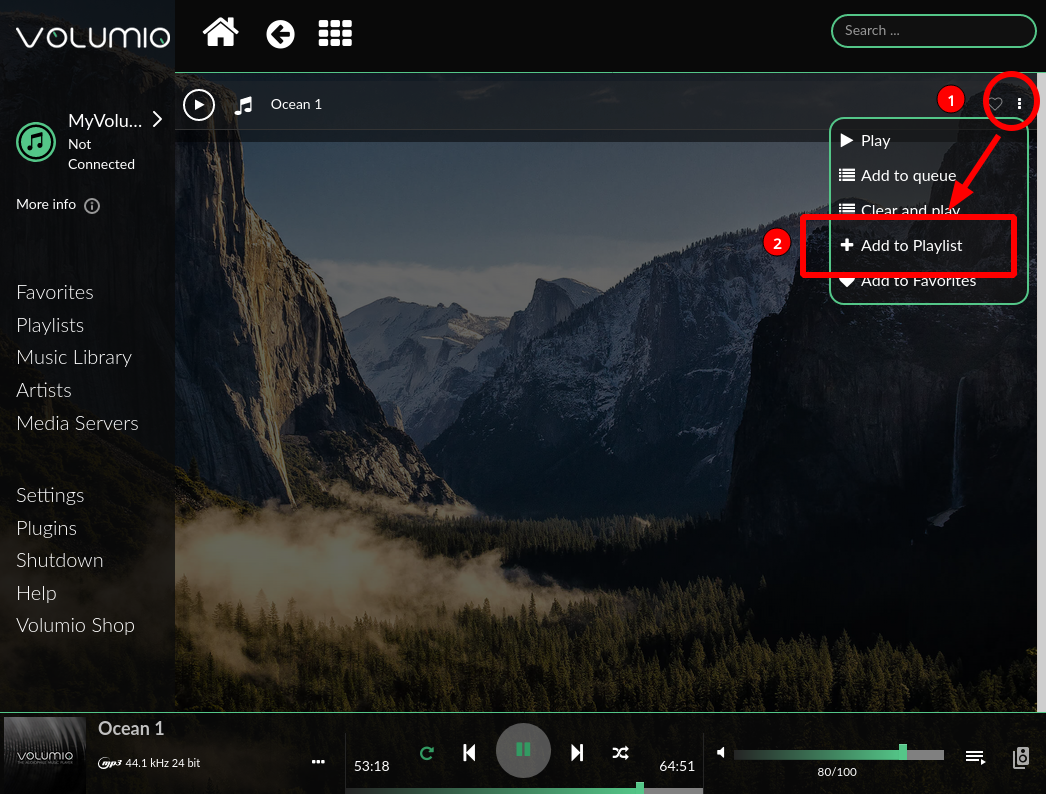 VOLUMIO
Search ...
MyVolu...
Not
Connected
More info
Ocean 1
1
Play
Add to queue
Clear and play
2
Add to Playlist
Add to Favorites
Favorites
Playlists
Music Library
Artists
Media Servers
Settings
Plugins
Shutdown
Help
Volumio Shop
VOLUMIO
Ocean 1
mp3 44.1 kHz 24 bit
53:18
64:51
80/100